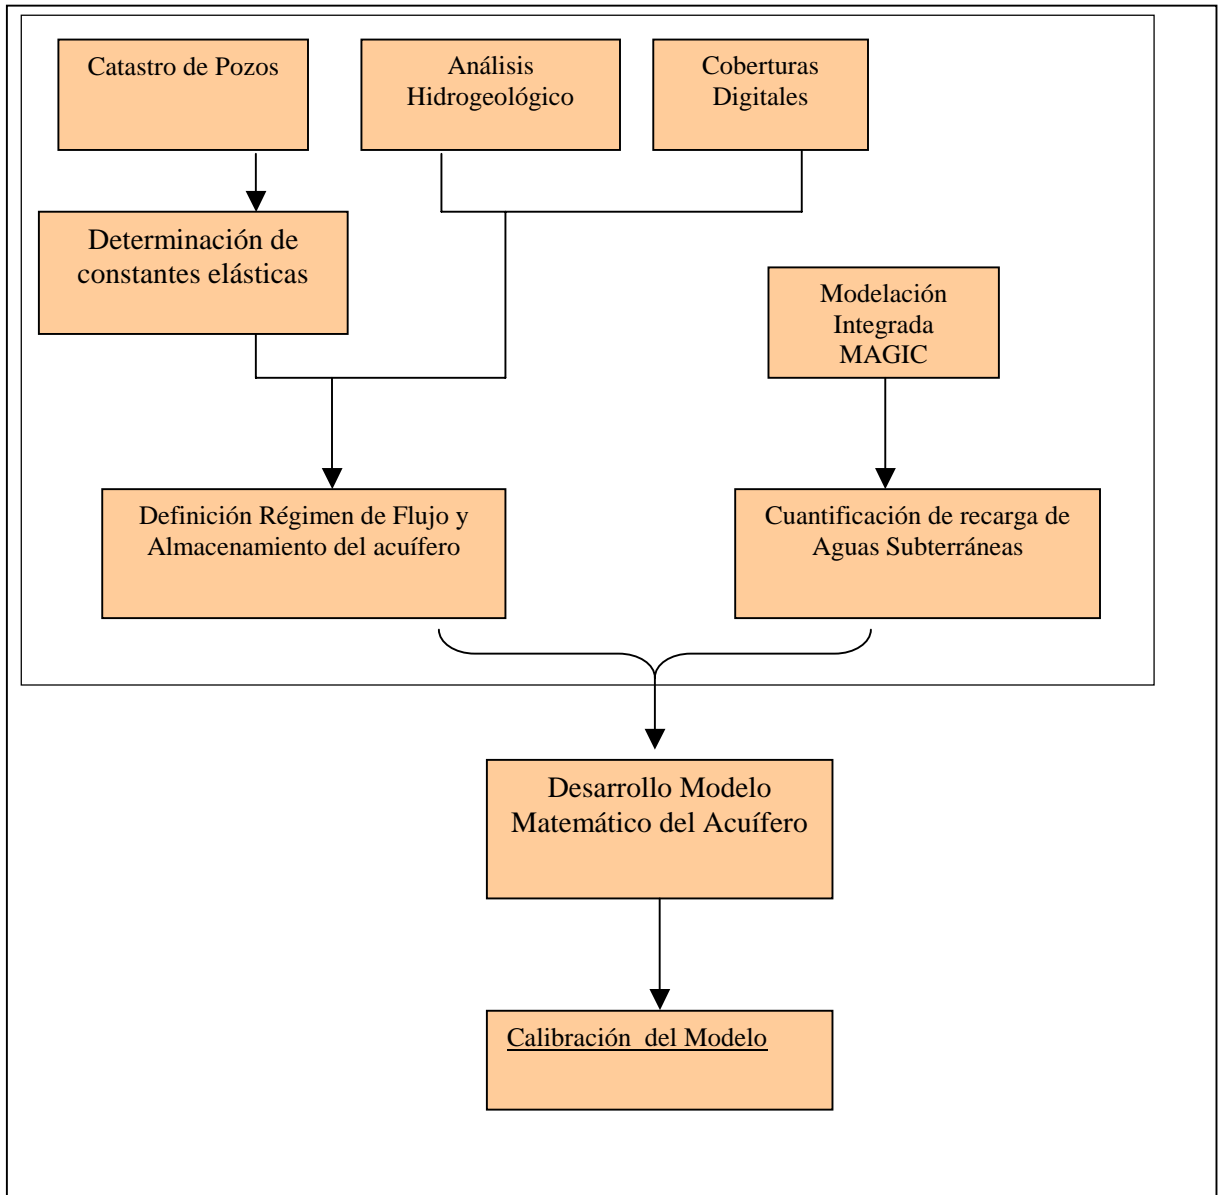 Catastro de Pozos
Análisis
Hidrogeológico
Coberturas
Digitales
Determinación de
constantes elásticas
Modelación
Integrada
MAGIC
Definición Régimen de Flujo y
Almacenamiento del acuífero
Cuantificación de recarga de
Aguas Subterráneas
Desarrollo Modelo
Matemático del Acuífero
Calibración  del Modelo